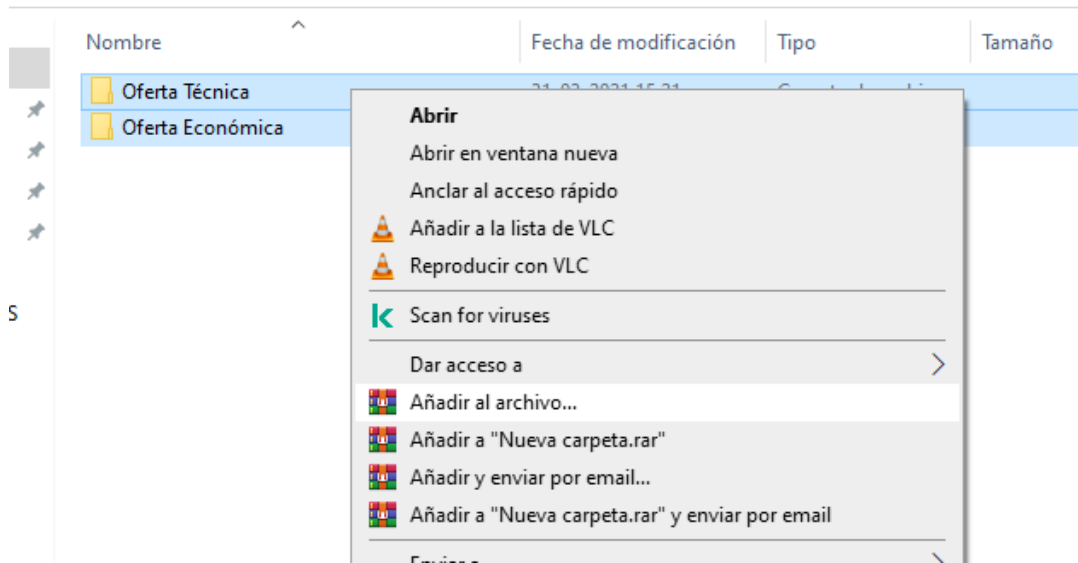 Nombre Fecha de modificación Tipo Tamaño
Oferta Técnica
Oferta Económica
Abrir
Abrir en ventana nueva
Anclar al acceso rápido
Añadir a la lista de VLC
Reproducir con VLC
S
Scan for viruses
Dar acceso a
Añadir al archivo...
Añadir a "Nueva carpeta.rar"
Añadir y enviar por email...
Añadir a "Nueva carpeta.rar" y enviar por email